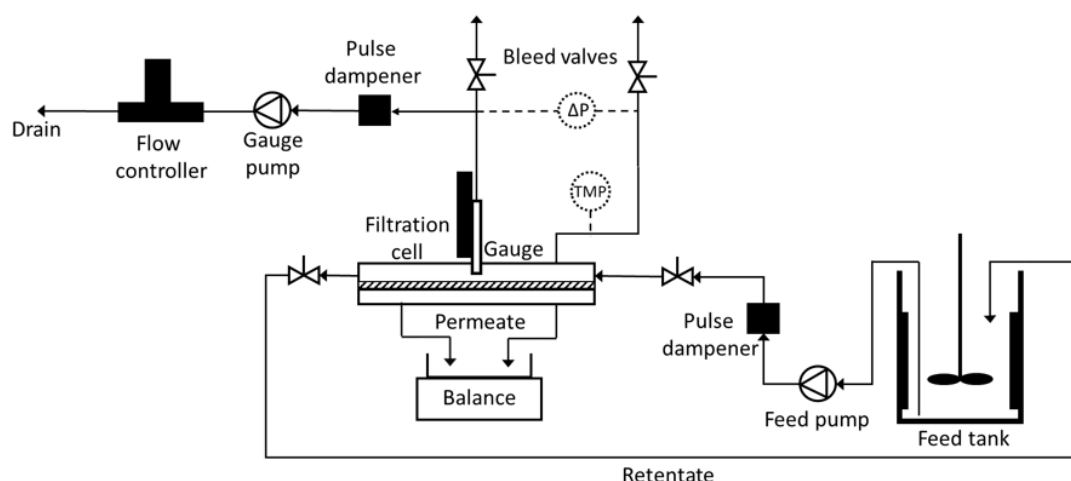 Pulse
dampener
Bleed valves
ΔP
Drain
Flow
controller
Gauge
pump
TMP
Filtration
cell
Gauge
Permeate
Pulse
dampener
Balance
Feed pump
Feed tank
Retentate